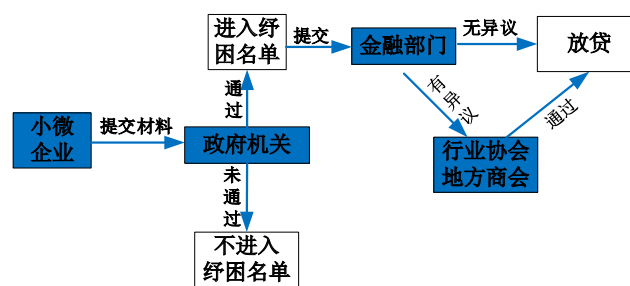 进入纾
困名单
提交
金融部门
无异议
放贷
通过
有异议
通过
小微
企业
提交材料
政府机关
行业协会
地方商会
未通过
不进入
纾困名单